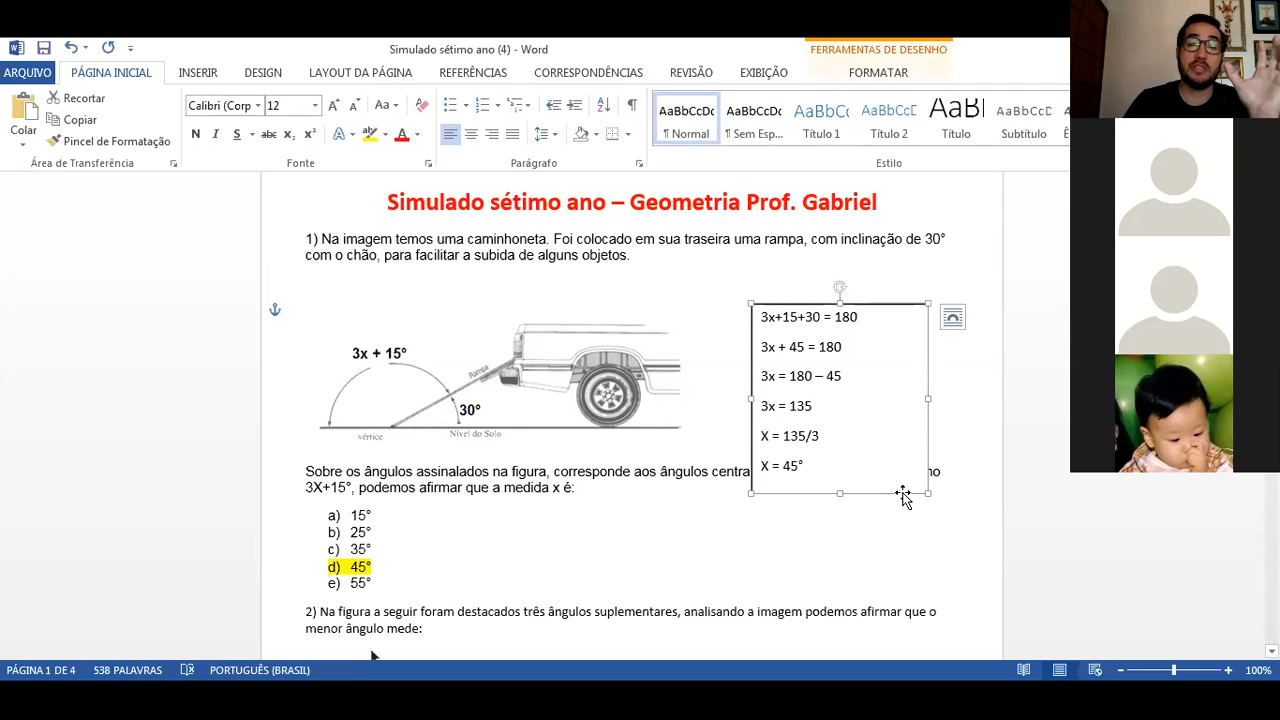 Simulado sétimo ano (4) - Word
FERRAMENTAS DE DESENHO
ARQUIVO PÁGINA INICIAL INSERIR DESIGN LAYOUT DA PÁGINA REFERÊNCIAS CORRESPONDÊNCIAS REVISÃO EXIBIÇÃO FORMATAR
Colar
Recortar
Copiar
Pincel de Formatação
Área de Transferência
Calibri (Corp 12
Fonte
Parágrafo
AaBbCcDc AaBbCcDc AaBbCc AaBbCcD AaBbC AaBbCcD
¶ Normal ¶ Sem Esp... Título 1 Título 2 Título Subtítulo
Estilo
Simulado sétimo ano – Geometria Prof. Gabriel
1) Na imagem temos uma caminhoneta. Foi colocado em sua traseira uma rampa, com inclinação de 30°
com o chão, para facilitar a subida de alguns objetos.
3x + 15°
Rampa
30°
vértice
Nível do Solo
3x+15+30 = 180
3x + 45 = 180
3x = 180 – 45
3x = 135
X = 135/3
X = 45°
Sobre os ângulos assinalados na figura, corresponde aos ângulos centra no
3X+15°, podemos afirmar que a medida x é:
a) 15°
b) 25°
c) 35°
d) 45°
e) 55°
2) Na figura a seguir foram destacados três ângulos suplementares, analisando a imagem podemos afirmar que o
menor ângulo mede:
PÁGINA 1 DE 4 538 PALAVRAS PORTUGUÊS (BRASIL) 100%